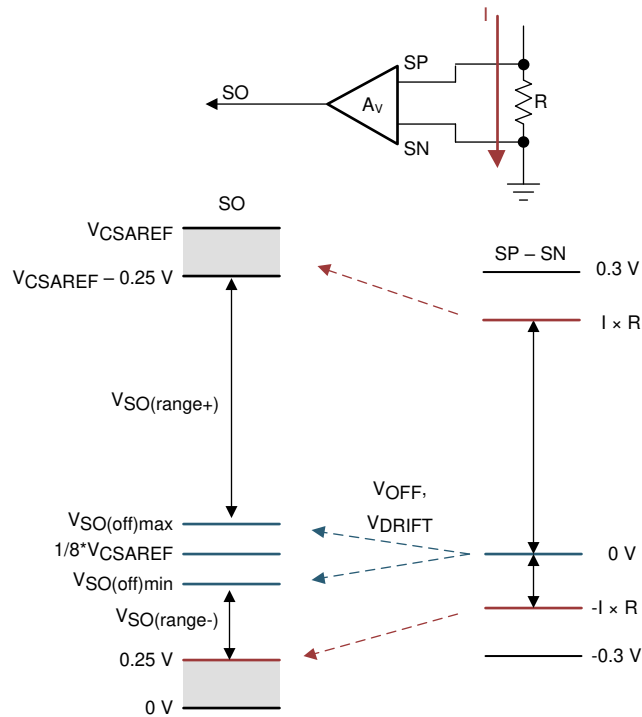 I
SP
SO
AV
R
SN
SO
VCSAREF
SP – SN
VCSAREF – 0.25 V
0.3 V
I × R
VSO(range+)
VOFF,
VDRIFT
VSO(off)max
1/8*VCSAREF
0 V
VSO(off)min
-I × R
VSO(range-)
0.25 V
-0.3 V
0 V